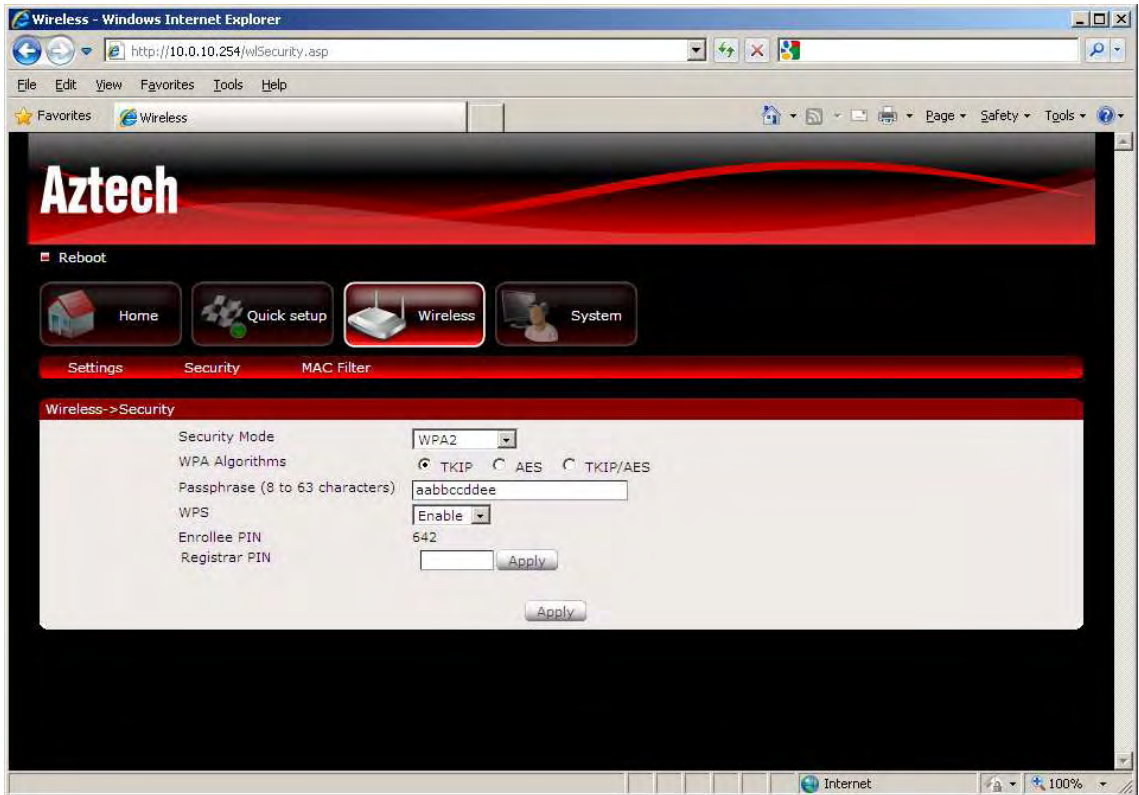 Wireless - Windows Internet Explorer
http://10.0.10.254/wlSecurity.asp
File Edit View Favorites Tools Help
Favorites Wireless Page Safety Tools
Aztech
Reboot
Home Quick setup Wireless System
Settings Security MAC Filter
Wireless->Security
Security Mode WPA2
WPA Algorithms TKIP AES TKIP/AES
Passphrase (8 to 63 characters) aabbccddee
WPS Enable
Enrollee PIN 642
Registrar PIN Apply
Apply
Internet 100%